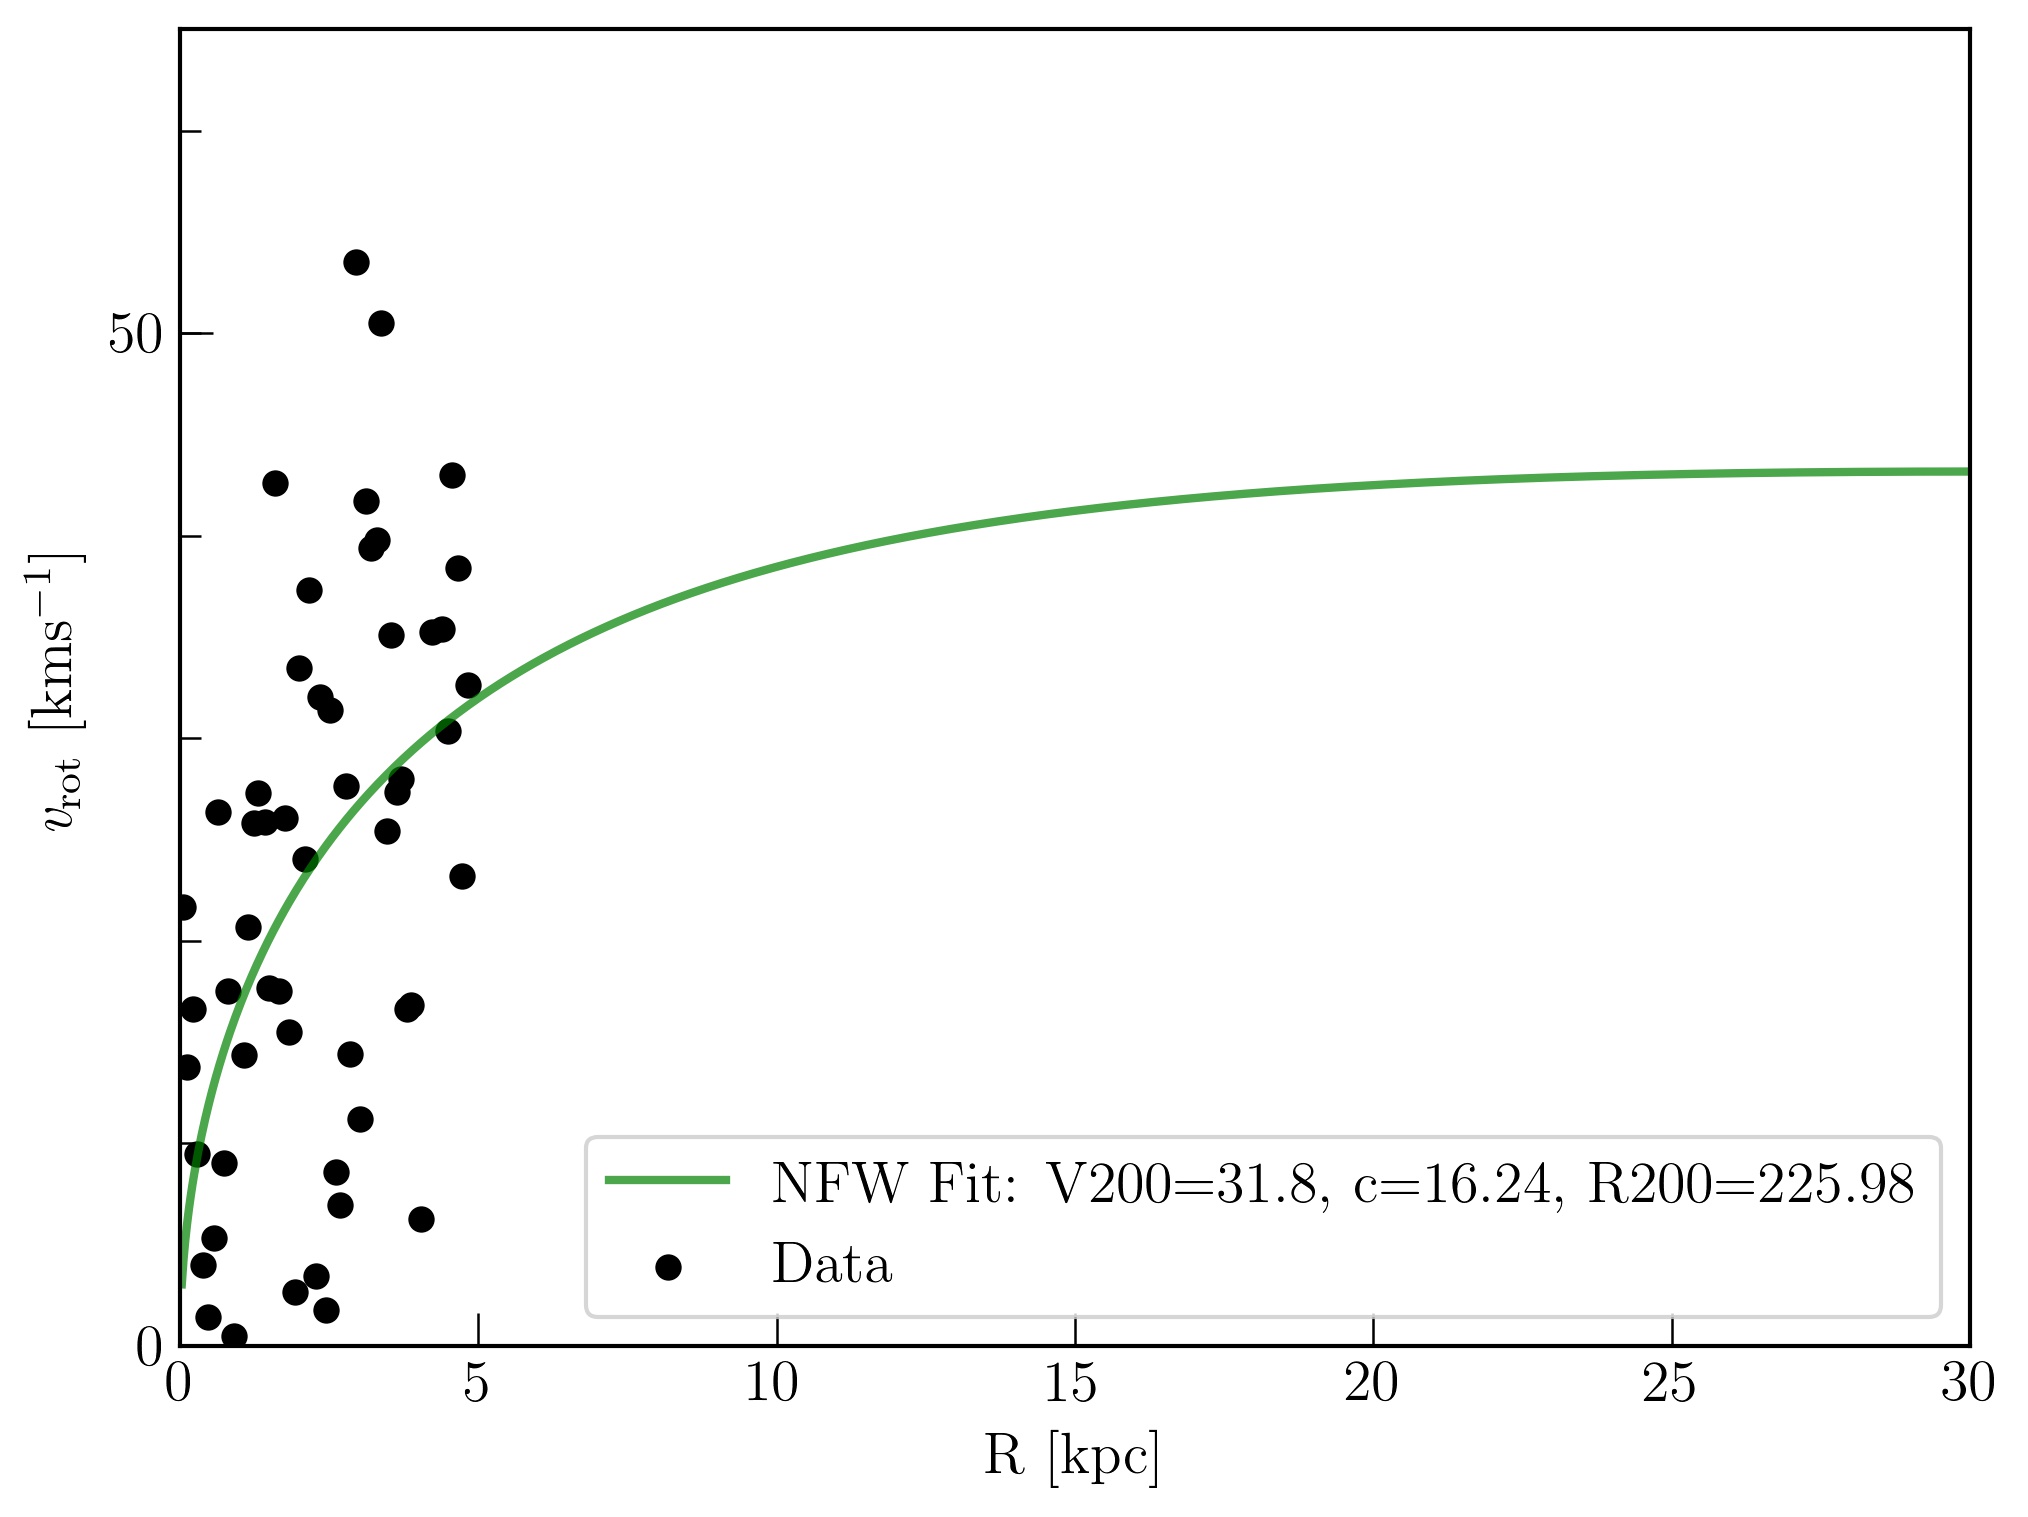 50
0
v_rot [kms^-1]
0 5 10 15 20 25 30
R [kpc]
NFW Fit: V200=31.8, c=16.24, R200=225.98
Data